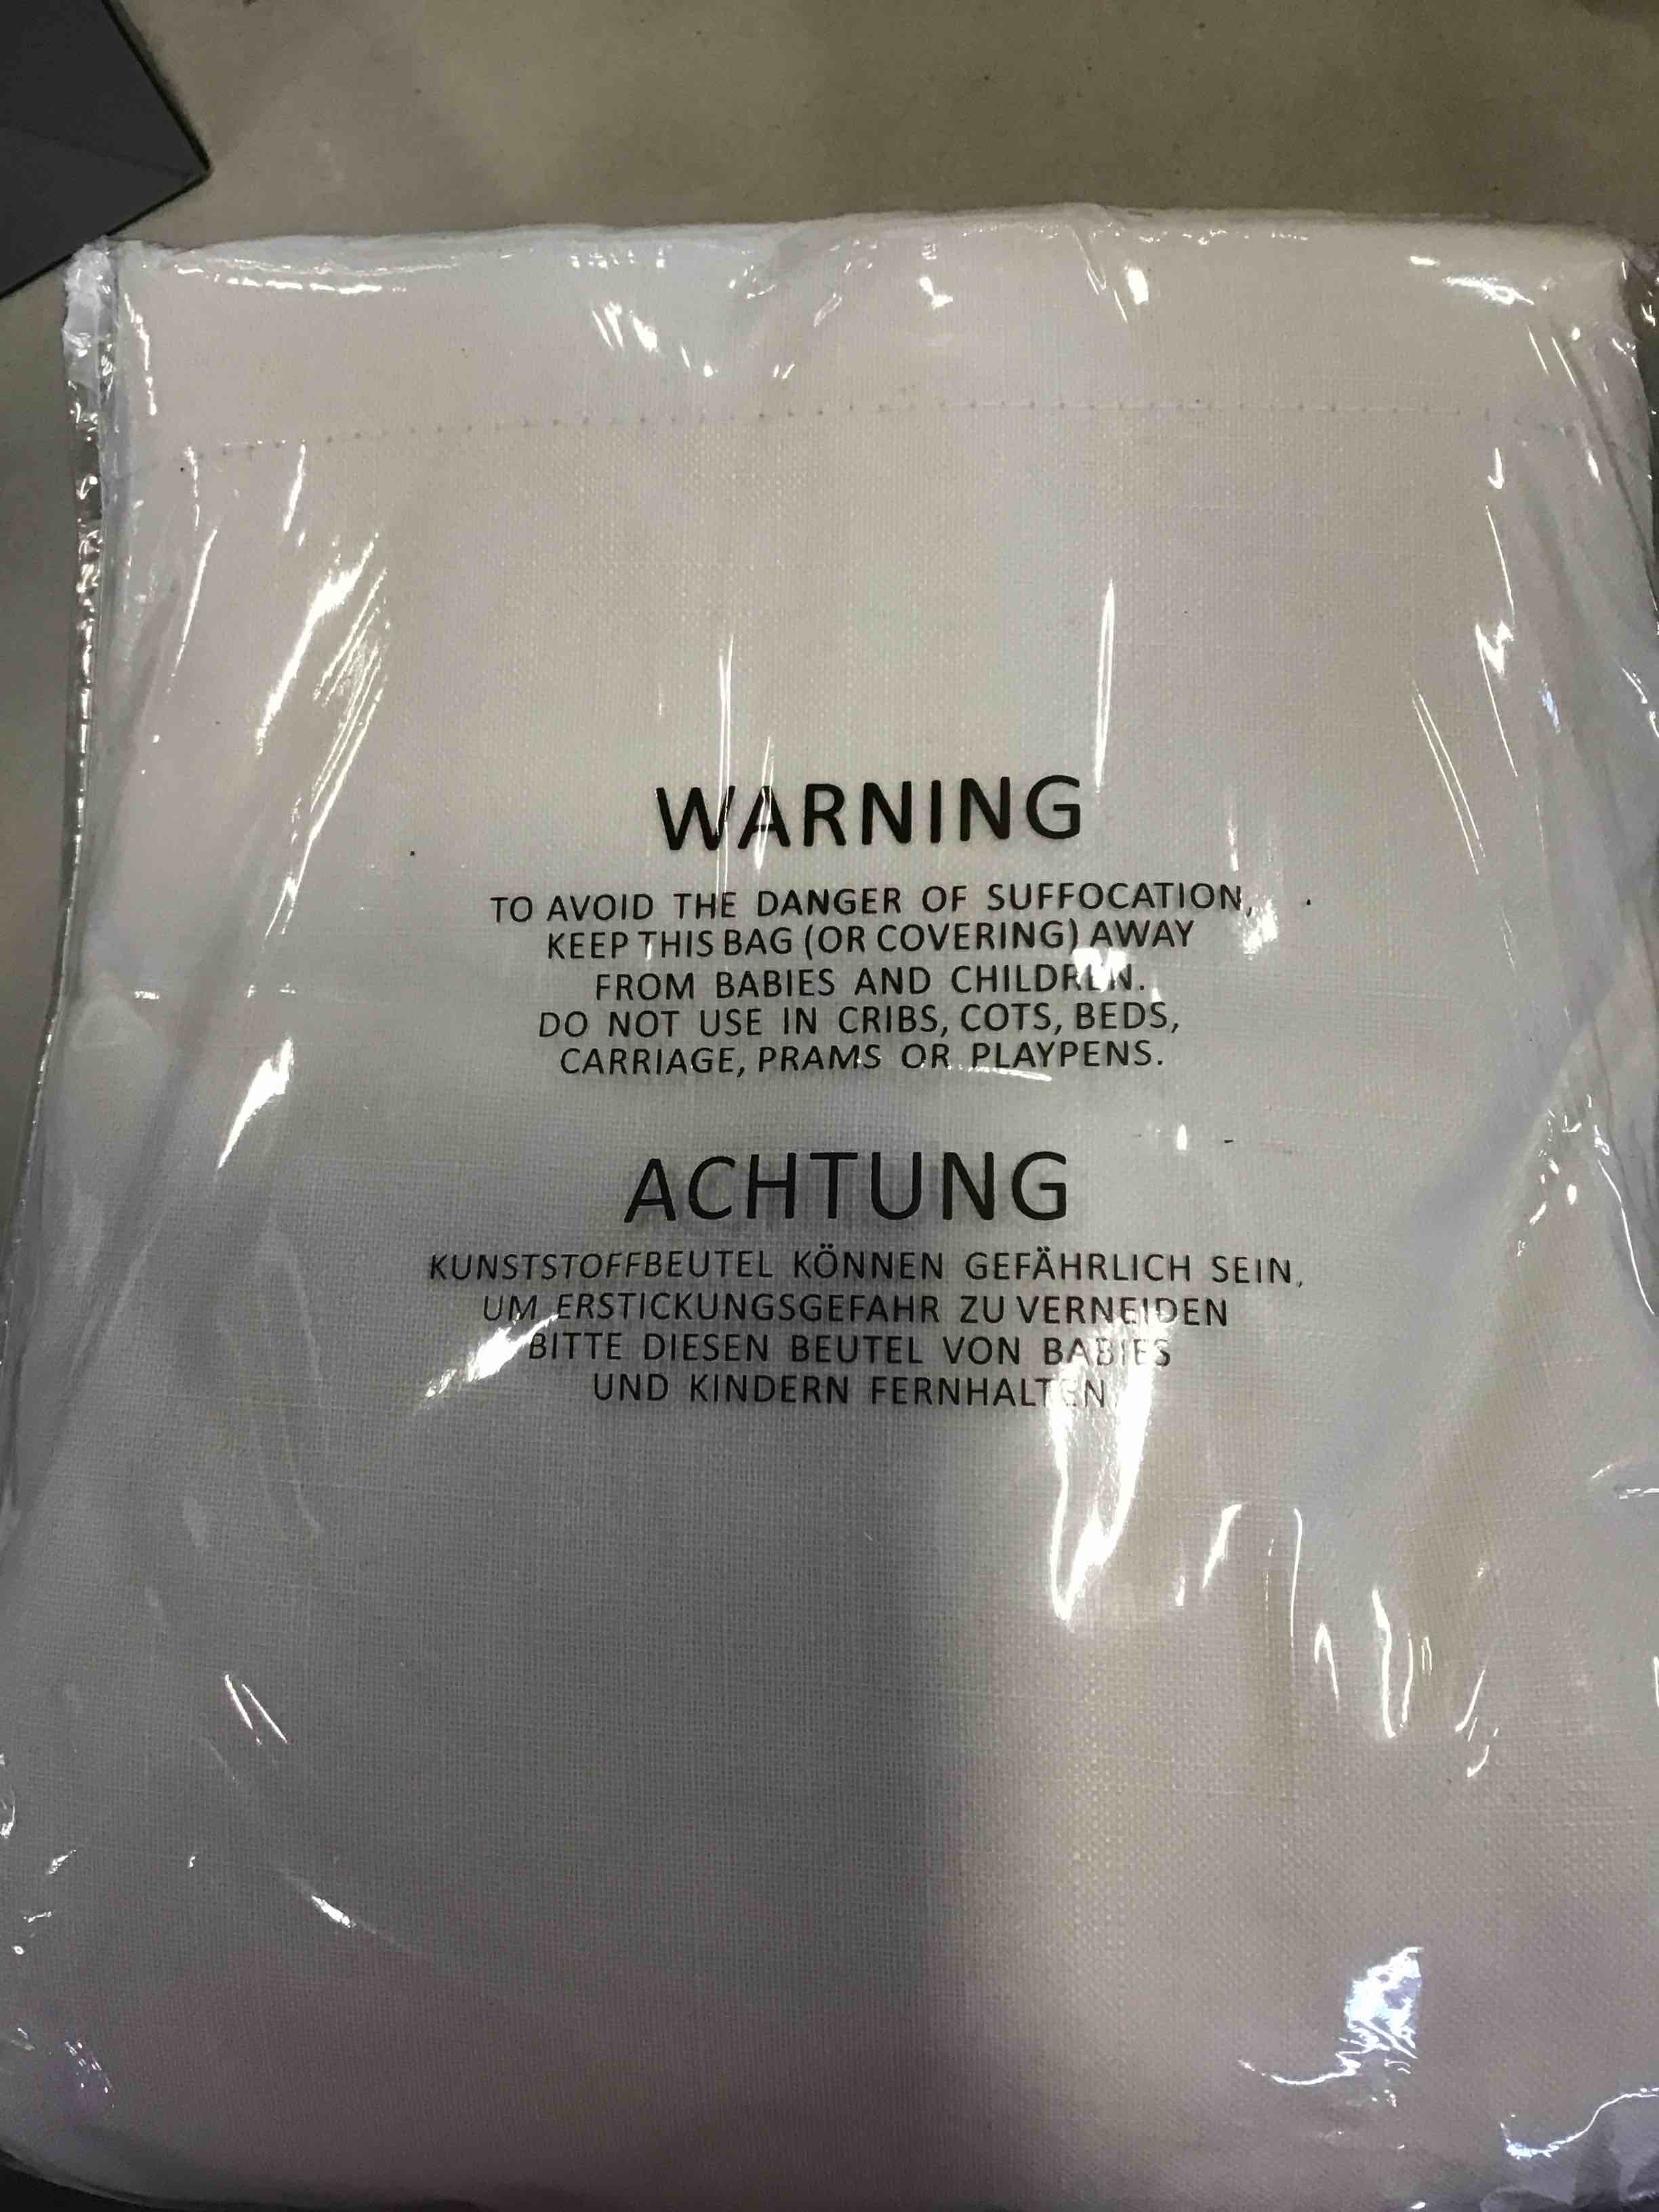 WARNING
TO AVOID THE DANGER OF SUFFOCATION,
KEEP THIS BAG (OR COVERING) AWAY
FROM BABIES AND CHILDREN.
DO NOT USE IN CRIBS, COTS, BEDS,
CARRIAGE, PRAMS OR PLAYPENS.
ACHTUNG
KUNSTSTOFFBEUTEL KÖNNEN GEFÄHRLICH SEIN,
UM ERSTICKUNGSGEFAHR ZU VERNEIDEN
BITTE DIESEN BEUTEL VON BABIES
UND KINDERN FERNHALTEN